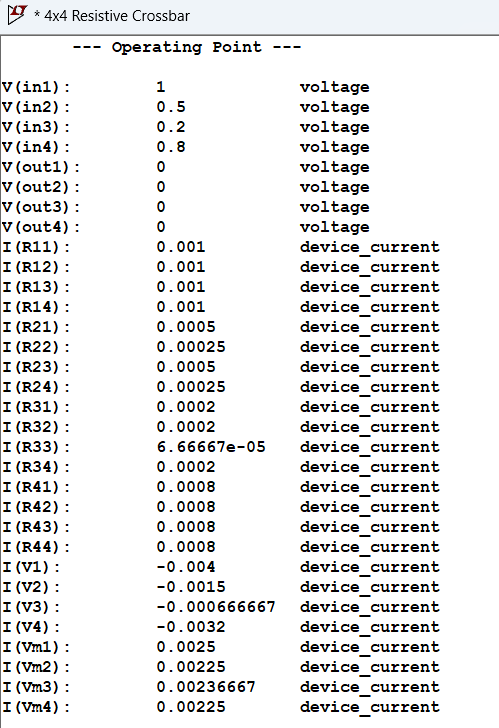 * 4x4 Resistive Crossbar
--- Operating Point ---
V(in1): 1 voltage
V(in2): 0.5 voltage
V(in3): 0.2 voltage
V(in4): 0.8 voltage
V(out1): 0 voltage
V(out2): 0 voltage
V(out3): 0 voltage
V(out4): 0 voltage
I(R11): 0.001 device_current
I(R12): 0.001 device_current
I(R13): 0.001 device_current
I(R14): 0.001 device_current
I(R21): 0.0005 device_current
I(R22): 0.00025 device_current
I(R23): 0.0005 device_current
I(R24): 0.00025 device_current
I(R31): 0.0002 device_current
I(R32): 0.0002 device_current
I(R33): 6.66667e-05 device_current
I(R34): 0.0002 device_current
I(R41): 0.0008 device_current
I(R42): 0.0008 device_current
I(R43): 0.0008 device_current
I(R44): 0.0008 device_current
I(V1): -0.004 device_current
I(V2): -0.0015 device_current
I(V3): -0.000666667 device_current
I(V4): -0.0032 device_current
I(Vm1): 0.0025 device_current
I(Vm2): 0.00225 device_current
I(Vm3): 0.00236667 device_current
I(Vm4): 0.00225 device_current